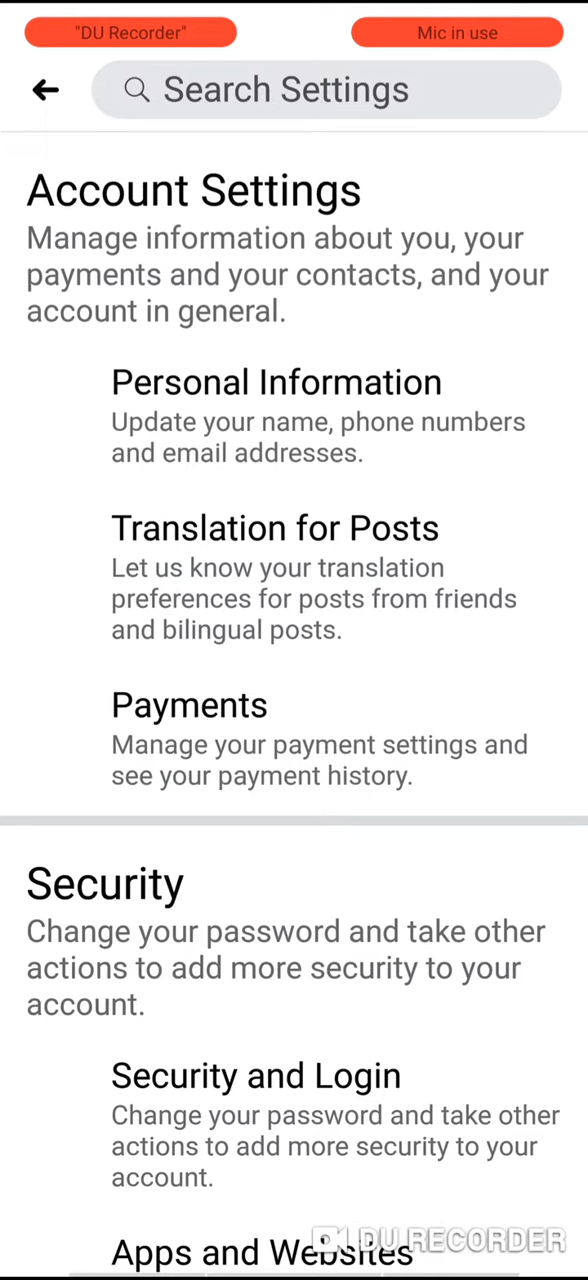 "DU Recorder"
Mic in use
Search Settings
Account Settings
Manage information about you, your
payments and your contacts, and your
account in general.
Personal Information
Update your name, phone numbers
and email addresses.
Translation for Posts
Let us know your translation
preferences for posts from friends
and bilingual posts.
Payments
Manage your payment settings and
see your payment history.
Security
Change your password and take other
actions to add more security to your
account.
Security and Login
Change your password and take other
actions to add more security to your
account.
Apps and Websites
DU RECORDER